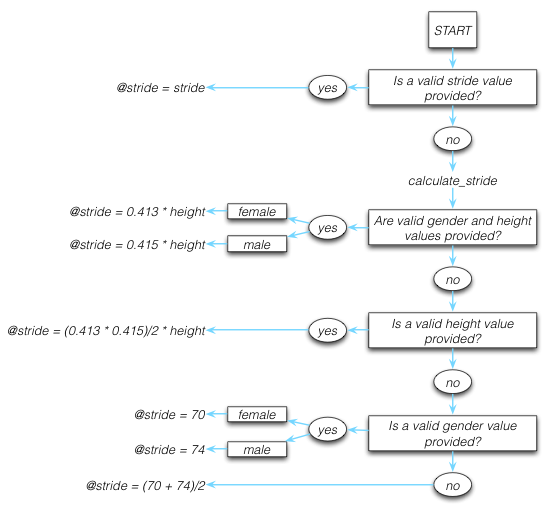 START
Is a valid stride value
provided?
yes
@stride = stride
no
calculate_stride
Are valid gender and height
values provided?
yes
female
@stride = 0.413 * height
male
@stride = 0.415 * height
no
Is a valid height value
provided?
yes
@stride = (0.413 * 0.415)/2 * height
no
Is a valid gender value
provided?
yes
female
@stride = 70
male
@stride = 74
no
@stride = (70 + 74)/2